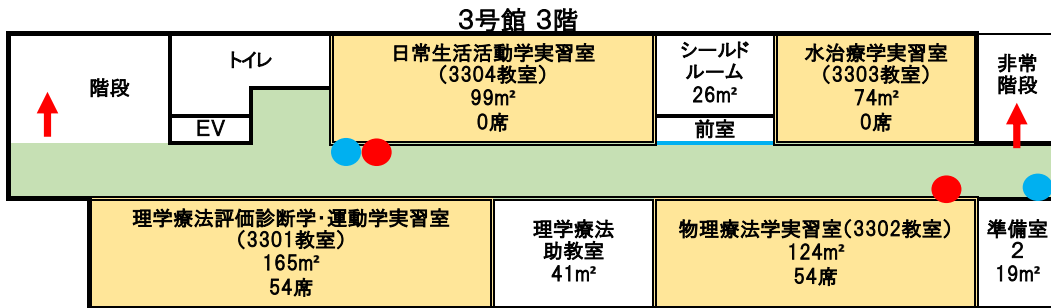 3号館 3階
階段
トイレ
EV
日常生活活動学実習室
(3304教室)
99m²
0席
シールド
ルーム
26m²
前室
水治療学実習室
(3303教室)
74m²
0席
非常
階段
理学療法評価診断学・運動学実習室
(3301教室)
165m²
54席
理学療法
助教室
41m²
物理療法学実習室(3302教室)
124m²
54席
準備室
2
19m²